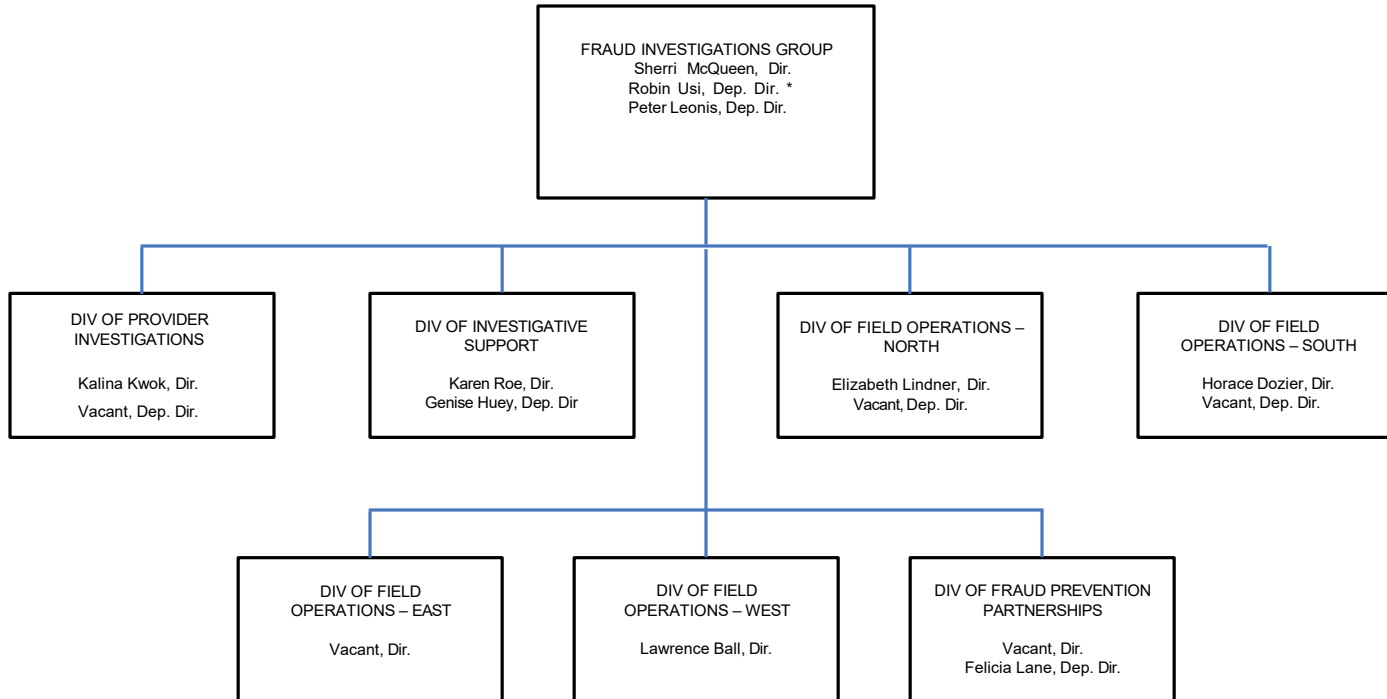 FRAUD INVESTIGATIONS GROUP
Sherri McQueen, Dir.
Robin Usi, Dep. Dir. *
Peter Leonis, Dep. Dir.
DIV OF PROVIDER
INVESTIGATIONS
Kalina Kwok, Dir.
Vacant, Dep. Dir.
DIV OF INVESTIGATIVE
SUPPORT
Karen Roe, Dir.
Genise Huey, Dep. Dir
DIV OF FIELD OPERATIONS –
NORTH
Elizabeth Lindner, Dir.
Vacant, Dep. Dir.
DIV OF FIELD
OPERATIONS – SOUTH
Horace Dozier, Dir.
Vacant, Dep. Dir.
DIV OF FIELD
OPERATIONS – EAST
Vacant, Dir.
DIV OF FIELD
OPERATIONS – WEST
Lawrence Ball, Dir.
DIV OF FRAUD PREVENTION
PARTNERSHIPS
Vacant, Dir.
Felicia Lane, Dep. Dir.